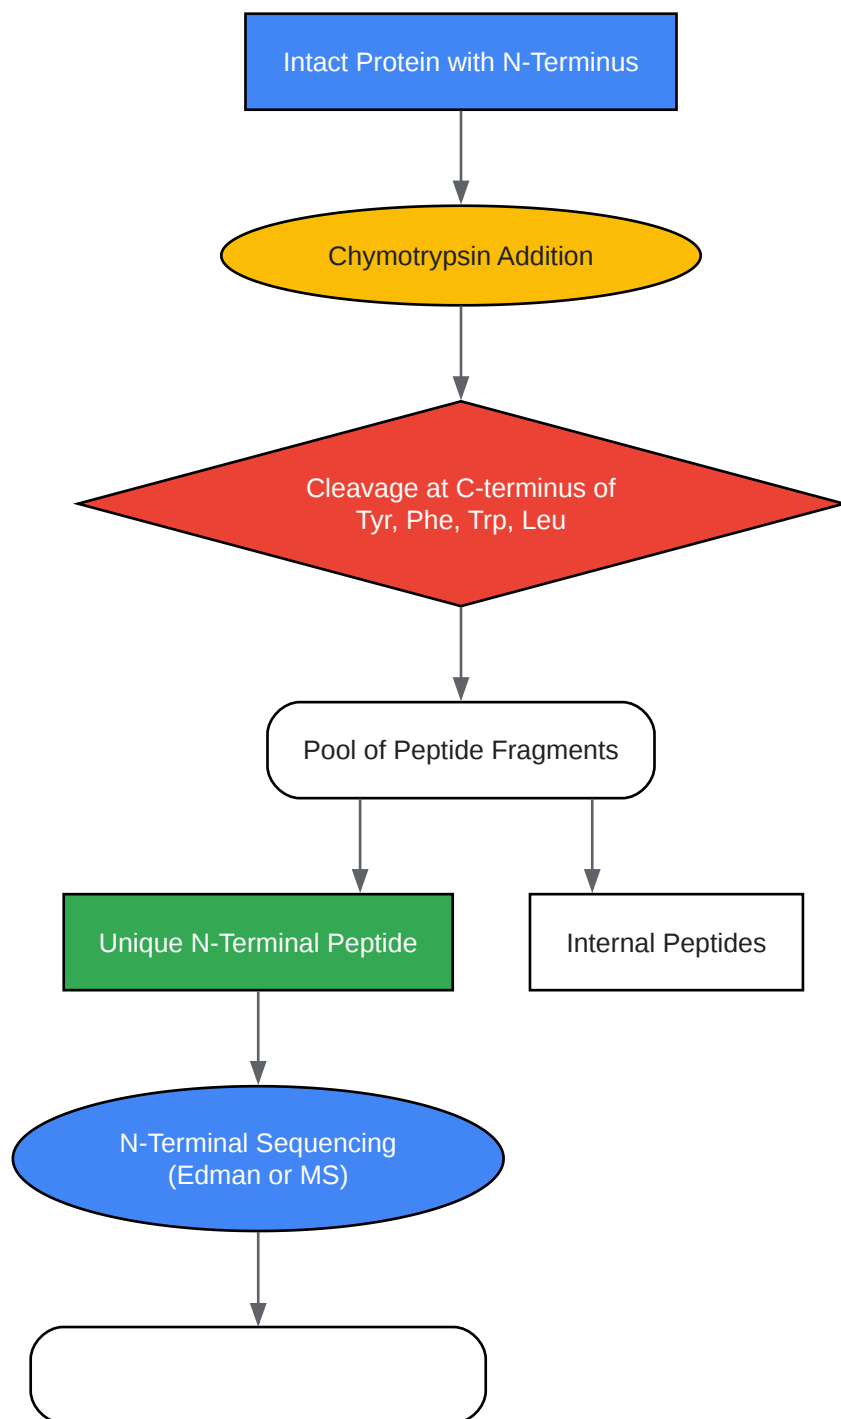 Intact Protein with N-Terminus
Chymotrypsin Addition
Cleavage at C-terminus of
Tyr, Phe, Trp, Leu
Pool of Peptide Fragments
Unique N-Terminal Peptide
Internal Peptides
N-Terminal Sequencing
(Edman or MS)